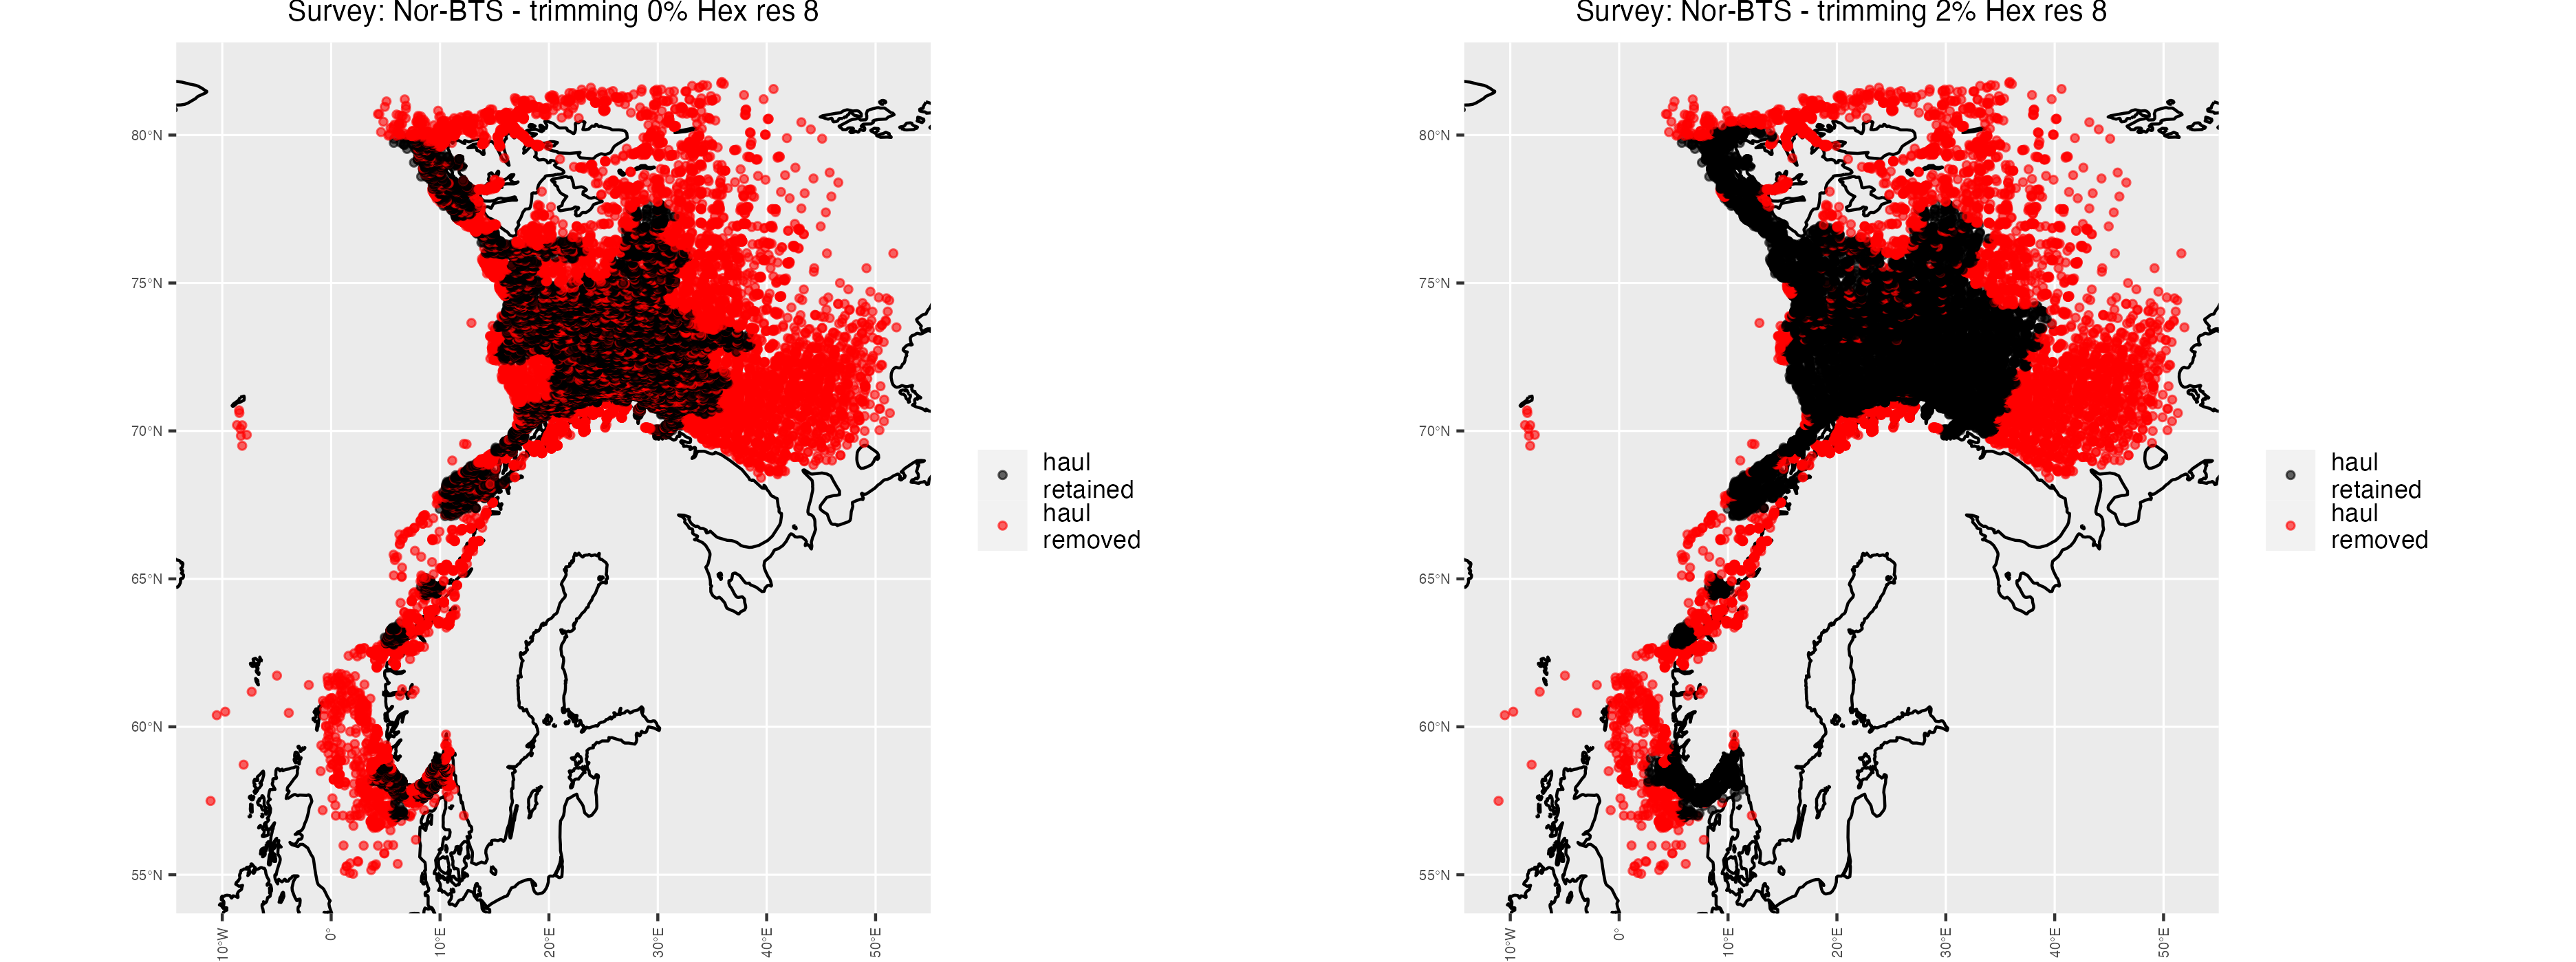 Survey: Nor-BTS - trimming 0% Hex res 8
80°N
75°N
70°N
65°N
60°N
55°N
10°W
0°
10°E
20°E
30°E
40°E
50°E
haul
retained
haul
removed
Survey: Nor-BTS - trimming 2% Hex res 8
80°N
75°N
70°N
65°N
60°N
55°N
10°W
0°
10°E
20°E
30°E
40°E
50°E
haul
retained
haul
removed